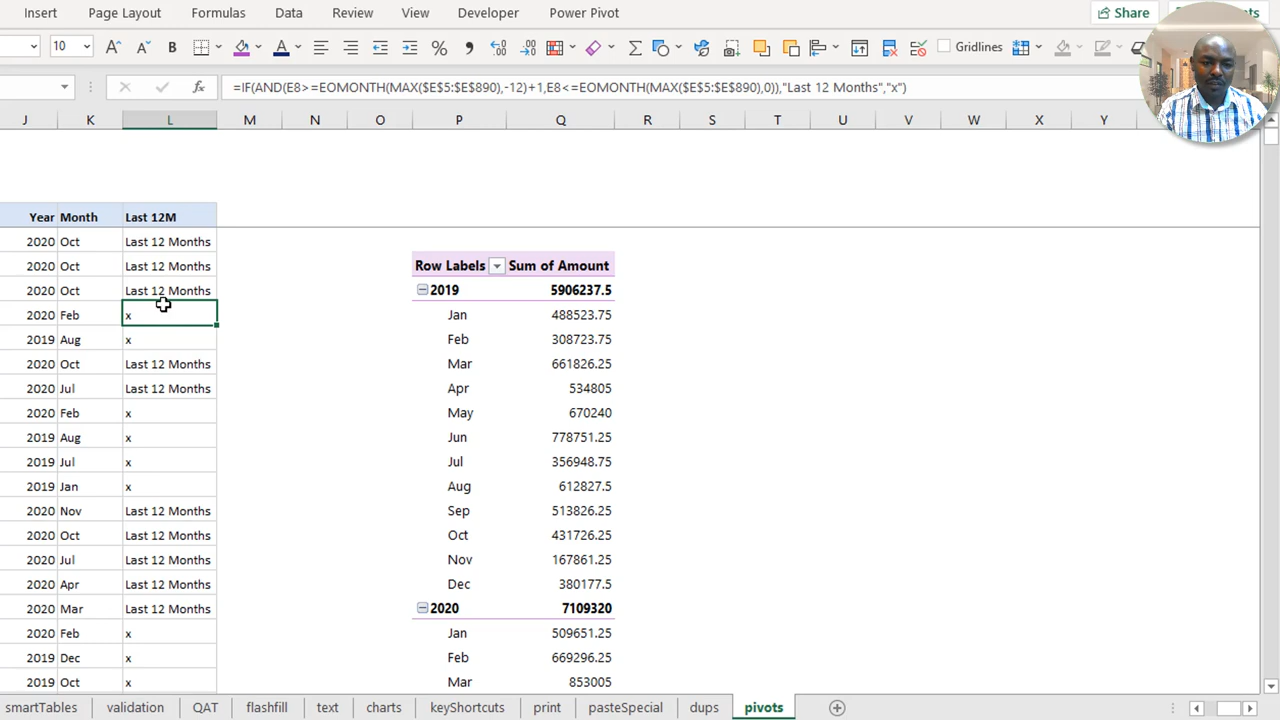 Insert Page Layout Formulas Data Review View Developer Power Pivot Share
10 Gridlines
=IF(AND(E8>=EOMONTH(MAX($E$5:$E$890),-12)+1,E8<=EOMONTH(MAX($E$5:$E$890),0)),"Last 12 Months","x")
J K L M N O P Q R S T U V W X Y
Year Month Last 12M
2020 Oct Last 12 Months
2020 Oct Last 12 Months Row Labels Sum of Amount
2020 Oct Last 12 Months 2019 5906237.5
2020 Feb x Jan 488523.75
2019 Aug x Feb 308723.75
2020 Oct Last 12 Months Mar 661826.25
2020 Jul Last 12 Months Apr 534805
2020 Feb x May 670240
2019 Aug x Jun 778751.25
2019 Jul x Jul 356948.75
2019 Jan x Aug 612827.5
2020 Nov Last 12 Months Sep 513826.25
2020 Oct Last 12 Months Oct 431726.25
2020 Jul Last 12 Months Nov 167861.25
2020 Apr Last 12 Months Dec 380177.5
2020 Mar Last 12 Months 2020 7109320
2020 Feb x Jan 509651.25
2019 Dec x Feb 669296.25
2019 Oct x Mar 853005
smartTables validation QAT flashfill text charts keyShortcuts print pasteSpecial dups pivots